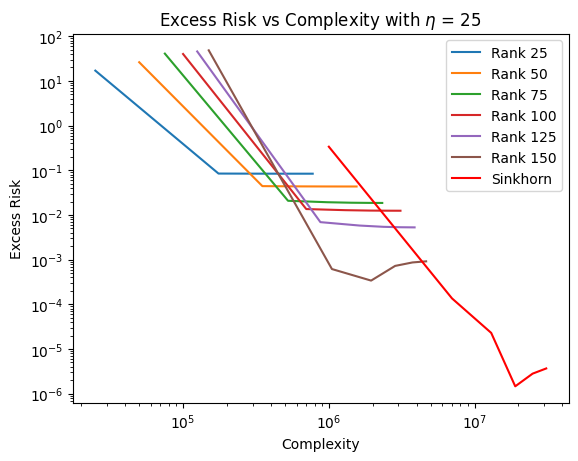 Excess Risk vs Complexity with η = 25
Excess Risk
10²
10¹
10⁰
10⁻¹
10⁻²
10⁻³
10⁻⁴
10⁻⁵
10⁻⁶
Rank 25
Rank 50
Rank 75
Rank 100
Rank 125
Rank 150
Sinkhorn
10⁵
10⁶
10⁷
Complexity